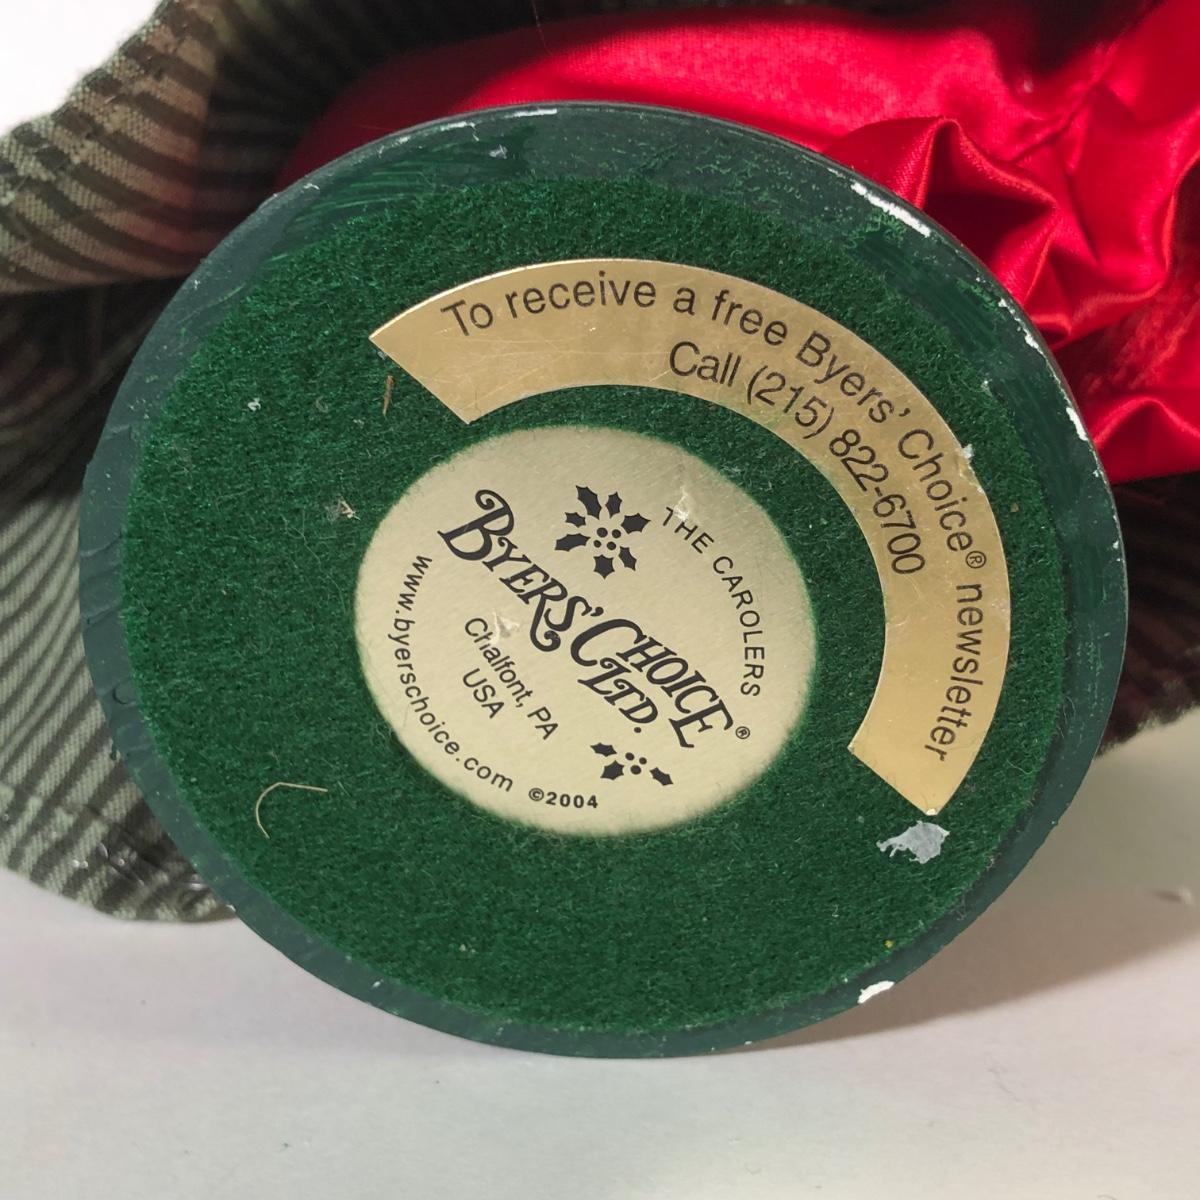 To receive a free Byers' Choice® newsletter
Call (215) 822-6700
THE CAROLERS
BYERS' CHOICE®
LTD.
Chalfont, PA
USA
www.byerschoice.com ©2004